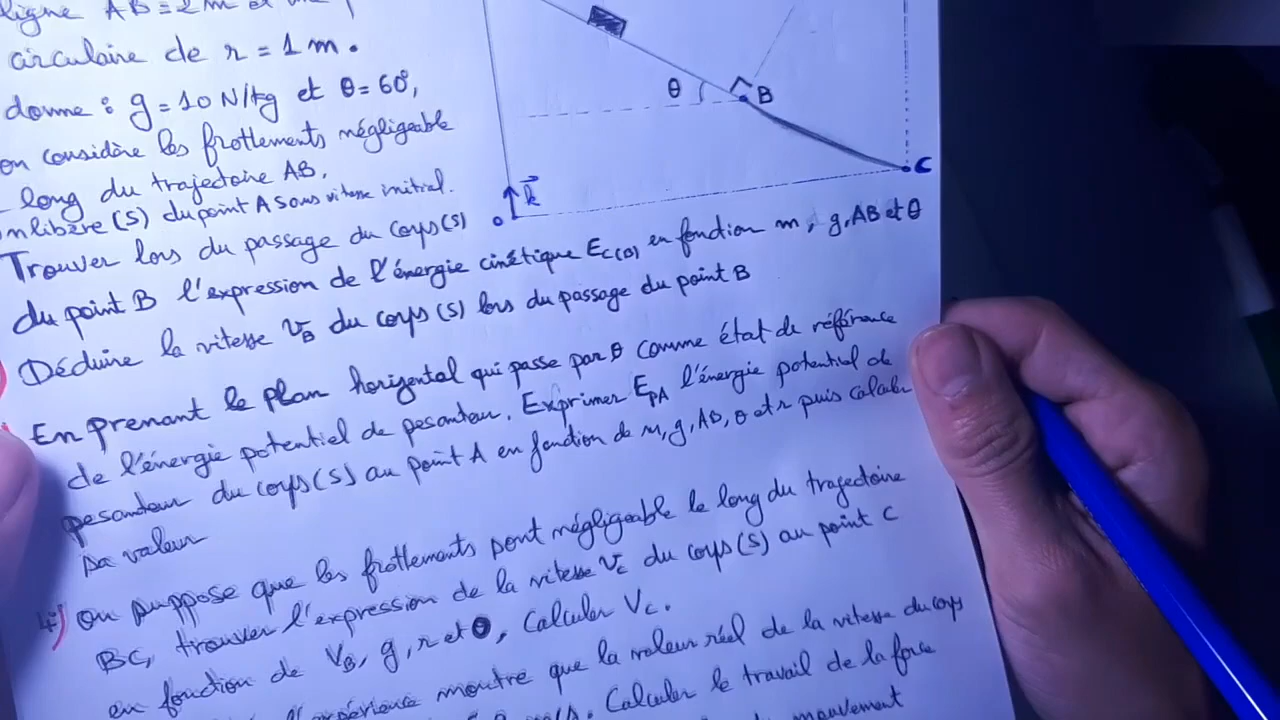 ligne AB = 2 m et une
circulaire de r = 1 m.
donne : g = 10 N/kg et θ = 60°,
on considère les frottements négligeable
long du trajectoire AB.
libère (S) du point A sans vitesse initial.
Trouver lors du passage du corps (S)
du point B l'expression de l'énergie cinétique Ec(B) en fonction m, g, AB et θ
Déduire la vitesse VB du corps (S) lors du passage du point B
En prenant le plan horizental qui passe par θ comme état de référence
de l'énergie potentiel de pesanteur. Exprimer EPA l'énergie potentiel de
pesanteur du corps (S) au point A en fonction de m, g, AB, θ et r puis calculer
sa valeur
4°) On suppose que les frottements sont négligeable le long du trajectoire
BC, trouver l'expression de la vitesse Vc du corps (S) au point C
en fonction de VB, g, r et θ, Calculer Vc.
l'expérience montre que la valeur réel de la vitesse du corps
Calculer le travail de la force
mouvement
θ
B
C
k
O